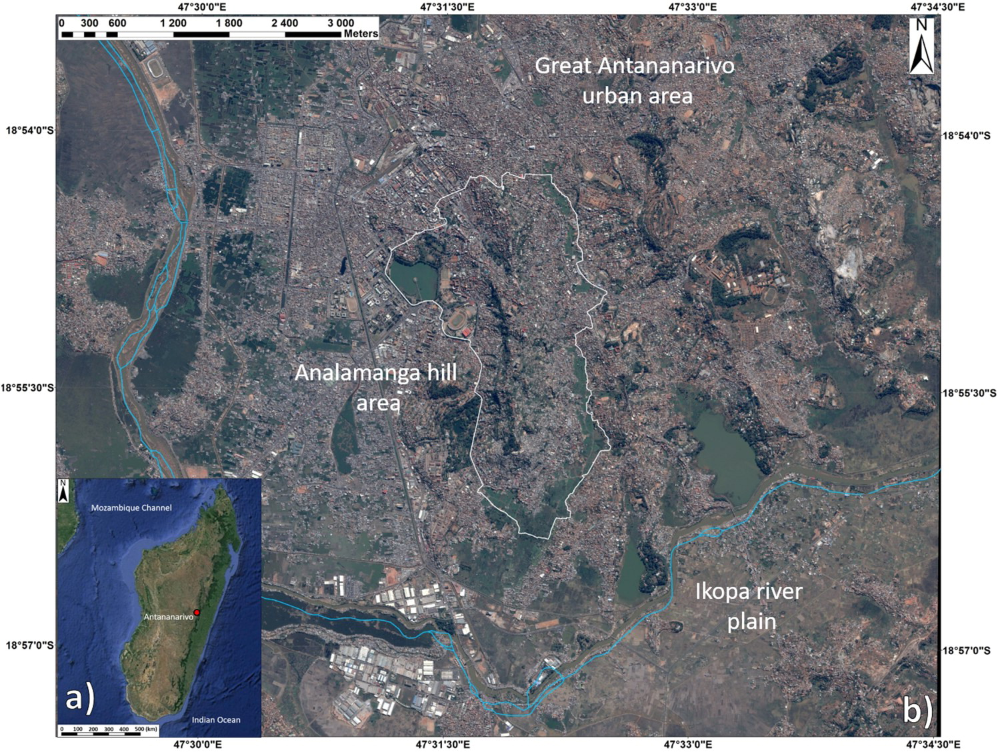 47°30'0"E 47°31'30"E 47°33'0"E 47°34'30"E
0 300 600 1 200 1 800 2 400 3 000
Meters
N
Great Antananarivo
urban area
18°54'0"S 18°54'0"S
Analamanga hill
area
18°55'30"S 18°55'30"S
N
Mozambique Channel
Antananarivo
Ikopa river
plain
18°57'0"S 18°57'0"S
a)
Indian Ocean
b)
0 100 200 300 400 500 (km)
47°30'0"E 47°31'30"E 47°33'0"E 47°34'30"E